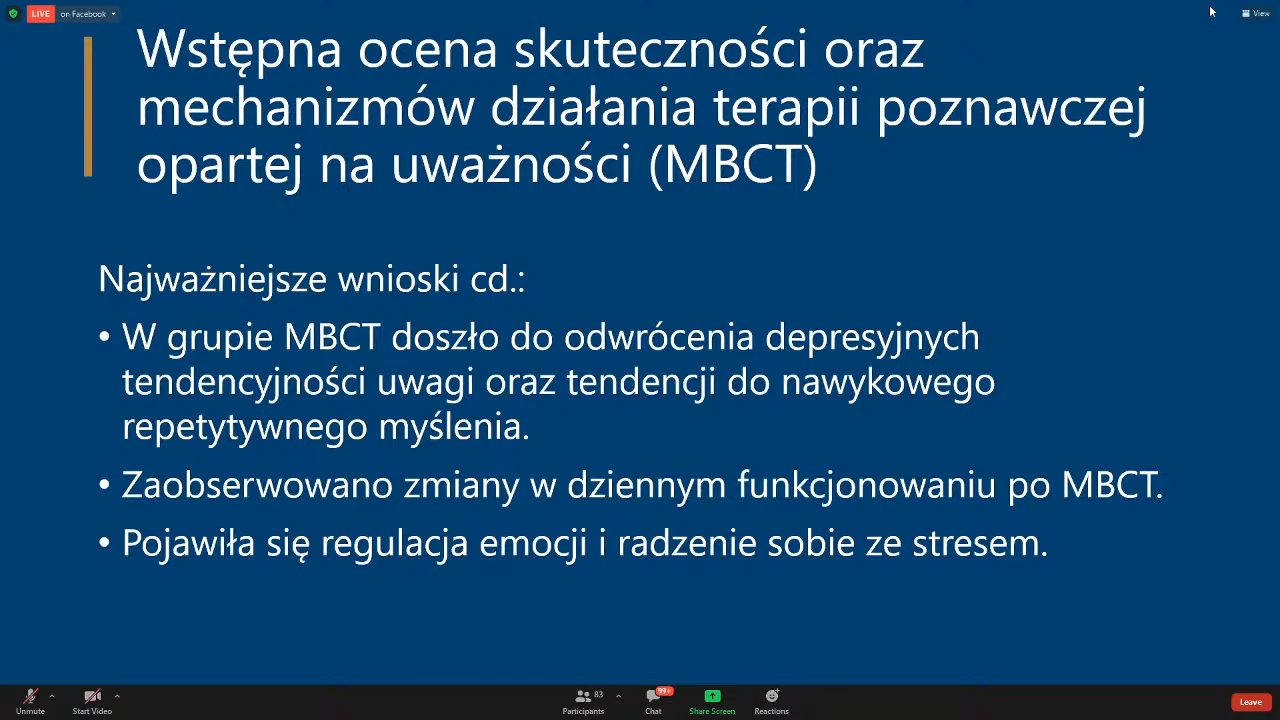 LIVE on Facebook
View
Wstępna ocena skuteczności oraz
mechanizmów działania terapii poznawczej
opartej na uważności (MBCT)
Najważniejsze wnioski cd.:
• W grupie MBCT doszło do odwrócenia depresyjnych
tendencyjności uwagi oraz tendencji do nawykowego
repetytywnego myślenia.
• Zaobserwowano zmiany w dziennym funkcjonowaniu po MBCT.
• Pojawiła się regulacja emocji i radzenie sobie ze stresem.
83 99+
Unmute Start Video Participants Chat Share Screen Reactions Leave